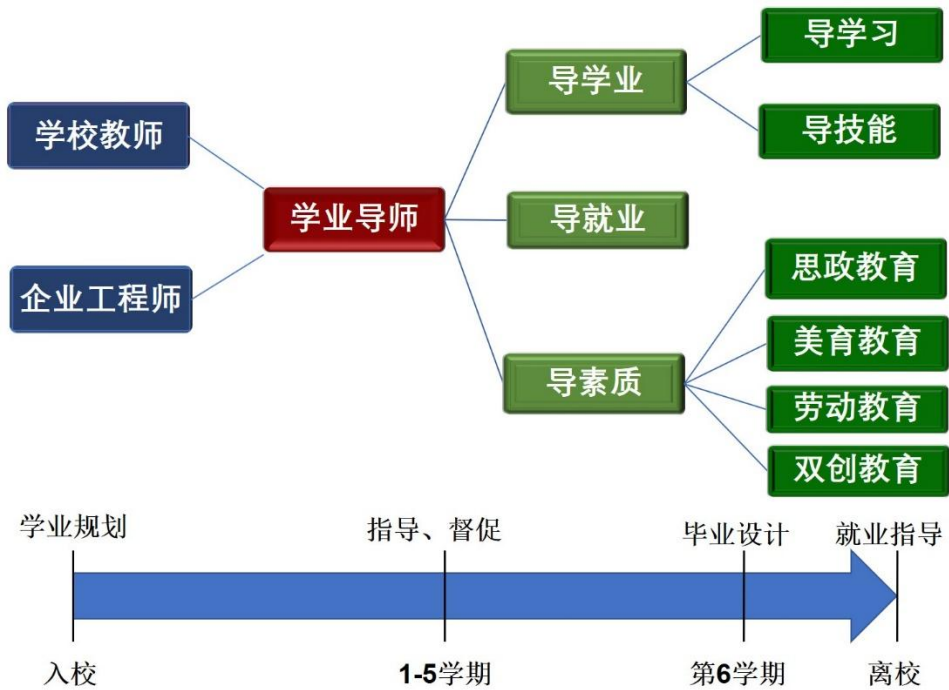 学校教师
企业工程师
学业导师
导学业
导就业
导素质
导学习
导技能
思政教育
美育教育
劳动教育
双创教育
学业规划
指导、督促
毕业设计
就业指导
入校
1-5学期
第6学期
离校